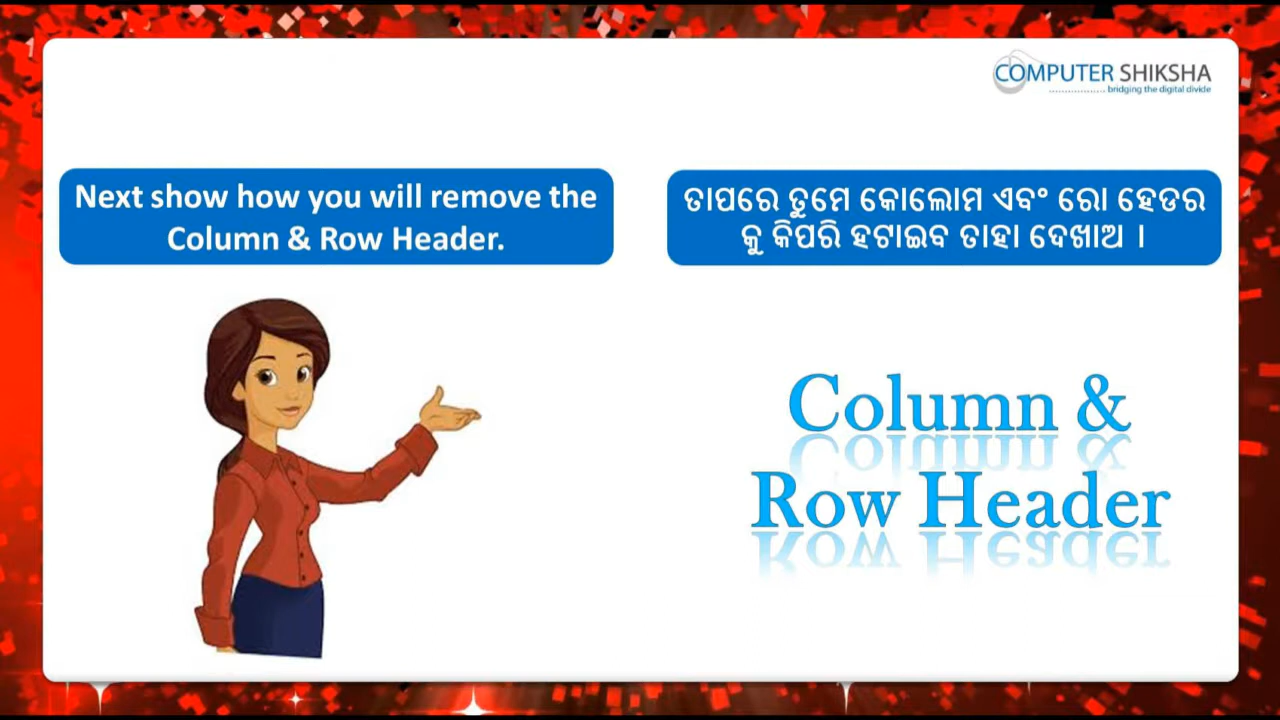 COMPUTER SHIKSHA
bridging the digital divide
Next show how you will remove the
Column & Row Header.
ତାପରେ ତୁମେ କୋଲୋମ ଏବଂ ରୋ ହେଡର
କୁ କିପରି ହଟାଇବ ତାହା ଦେଖାଅ ।
Column &
Row Header